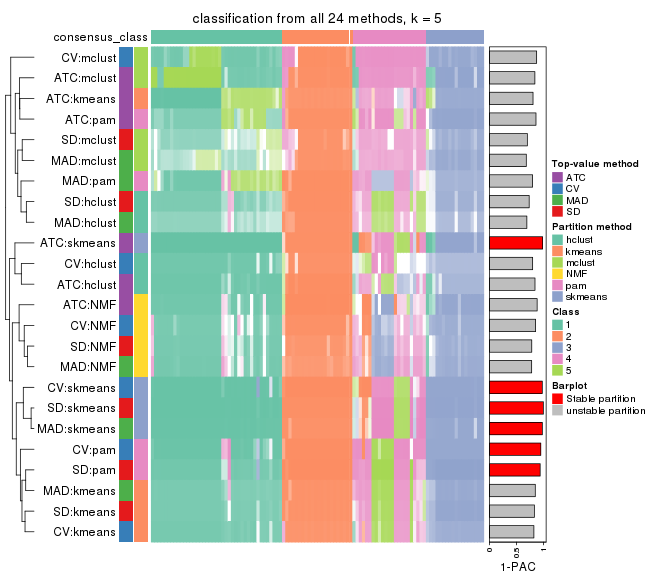 classification from all 24 methods, k = 5
consensus_class
CV:mclust
ATC:mclust
ATC:kmeans
ATC:pam
SD:mclust
MAD:mclust
MAD:pam
SD:hclust
MAD:hclust
ATC:skmeans
CV:hclust
ATC:hclust
ATC:NMF
CV:NMF
SD:NMF
MAD:NMF
CV:skmeans
SD:skmeans
MAD:skmeans
CV:pam
SD:pam
MAD:kmeans
SD:kmeans
CV:kmeans
0
0.5
1
1-PAC
Top-value method
ATC
CV
MAD
SD
Partition method
hclust
kmeans
mclust
NMF
pam
skmeans
Class
1
2
3
4
5
Barplot
Stable partition
unstable partition